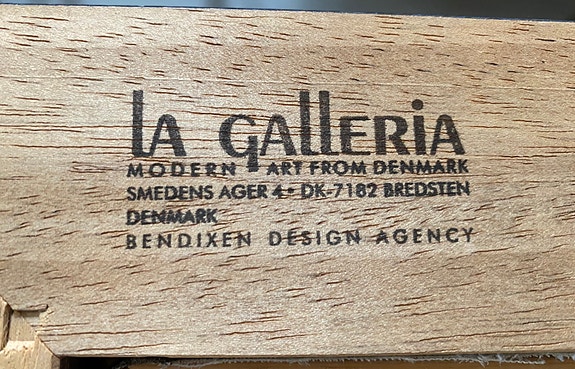 la Galleria
MODERN ART FROM DENMARK
SMEDENS AGER 4 • DK-7182 BREDSTEN
DENMARK
BENDIXEN DESIGN AGENCY